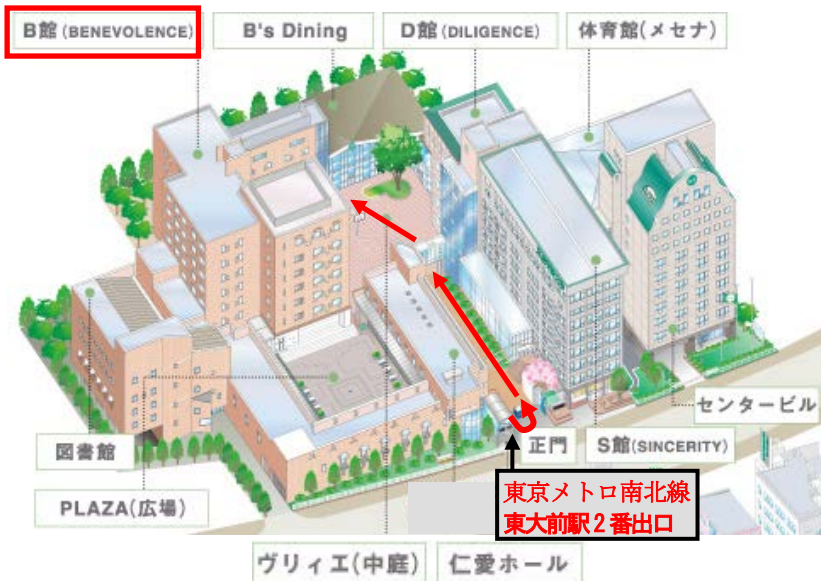 B館(BENEVOLENCE)
B's Dining
D館(DILIGENCE)
体育館(メセナ)
図書館
PLAZA(広場)
正門
S館(SINCERITY)
センタービル
東京メトロ南北線
東大前駅2番出口
ヴリィエ(中庭)
仁愛ホール